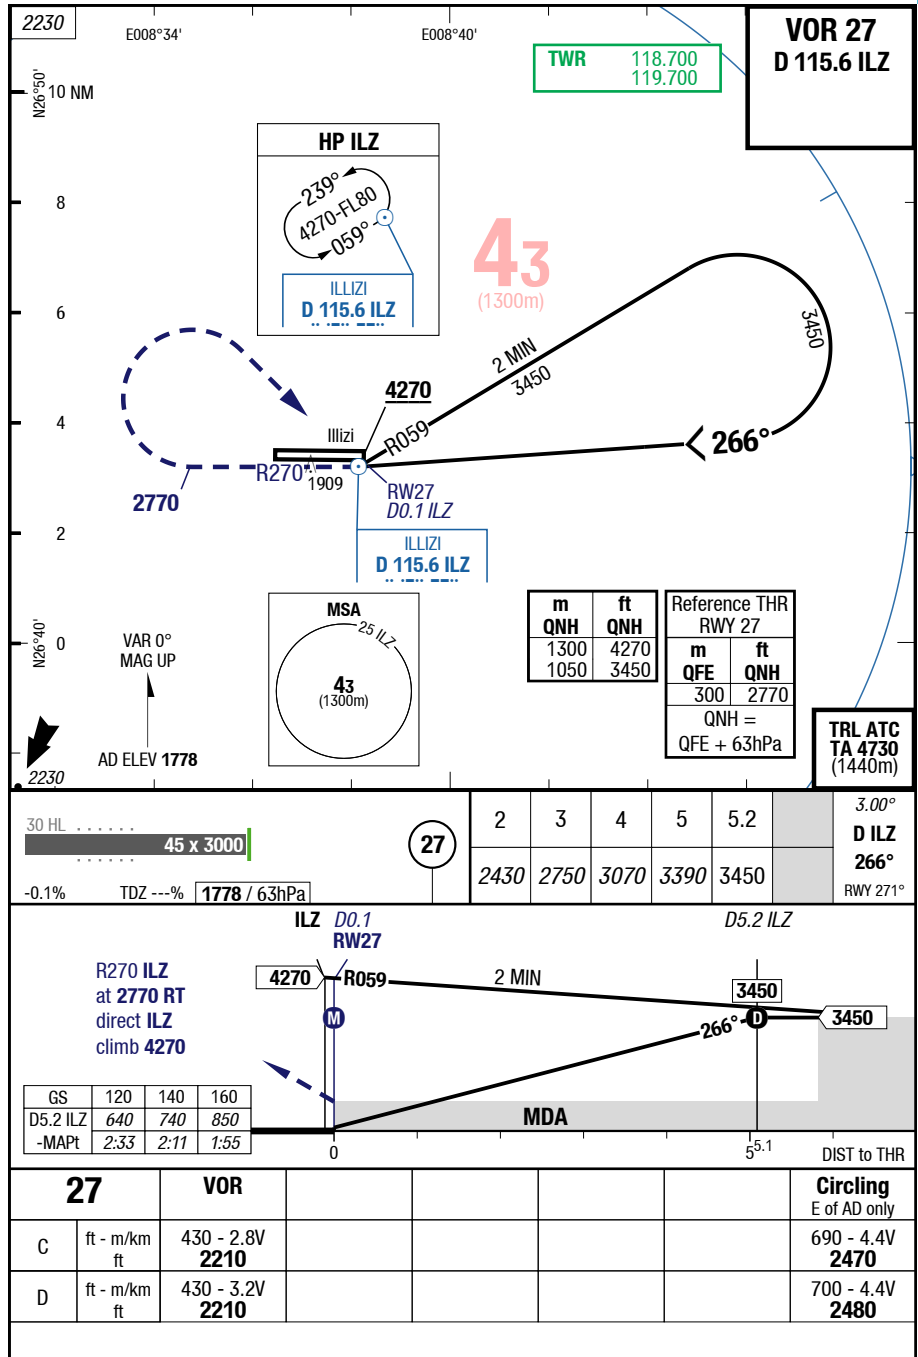 2230
E008°34'
E008°40'
VOR 27
D 115.6 ILZ
TWR 118.700
119.700
N26°50'
10 NM
HP ILZ
239°
4270-FL80
059°
ILLIZI
D 115.6 ILZ
43
(1300m)
8
6
4
2
0
N26°40'
2 MIN
3450
3450
4270
Illizi
R059
266°
R270
1909
2770
RW27
D0.1 ILZ
ILLIZI
D 115.6 ILZ
VAR 0°
MAG UP
AD ELEV 1778
2230
MSA
25 ILZ
43
(1300m)
m ft
QNH QNH
1300 4270
1050 3450
Reference THR
RWY 27
m ft
QFE QNH
300 2770
QNH =
QFE + 63hPa
TRL ATC
TA 4730
(1440m)
30 HL
45 x 3000
-0.1% TDZ ---% 1778 / 63hPa
27
2 3 4 5 5.2
2430 2750 3070 3390 3450
3.00°
D ILZ
266°
RWY 271°
ILZ D0.1
RW27
D5.2 ILZ
R270 ILZ
at 2770 RT
direct ILZ
climb 4270
4270
R059
2 MIN
3450
M
266°
D
3450
MDA
GS 120 140 160
D5.2 ILZ 640 740 850
-MAPt 2:33 2:11 1:55
0
5
5.1
DIST to THR
27 VOR Circling
E of AD only
C ft - m/km 430 - 2.8V 690 - 4.4V
ft 2210 2470
D ft - m/km 430 - 3.2V 700 - 4.4V
ft 2210 2480